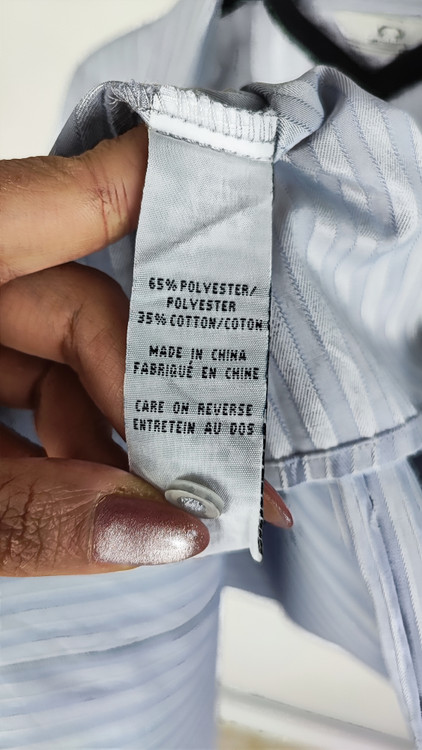 65% POLYESTER/
POLYESTER
35% COTTON/COTON
MADE IN CHINA
FABRIQUÉ EN CHINE
CARE ON REVERSE
ENTRETEIN AU DOS